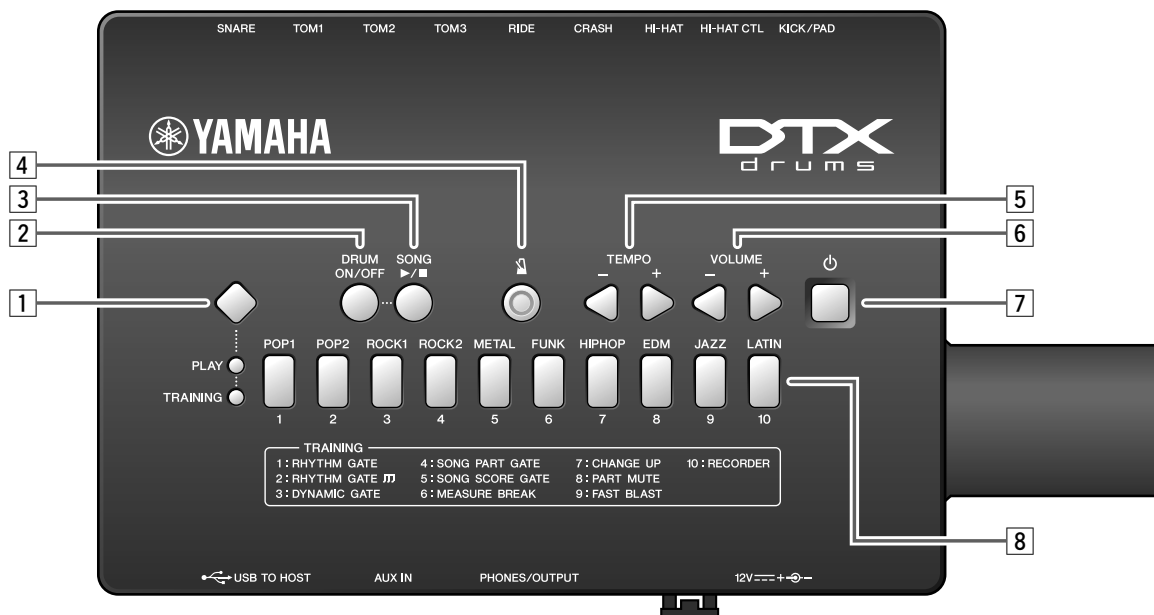 SNARE TOM1 TOM2 TOM3 RIDE CRASH HI-HAT HI-HAT CTL KICK/PAD
YAMAHA
DTX
drums
4
3
2
5
6
DRUM
ON/OFF
SONG
▶/■
TEMPO
– +
VOLUME
– +
1
7
PLAY
TRAINING
POP1 POP2 ROCK1 ROCK2 METAL FUNK HIPHOP EDM JAZZ LATIN
1 2 3 4 5 6 7 8 9 10
TRAINING
1:RHYTHM GATE 4:SONG PART GATE 7:CHANGE UP 10:RECORDER
2:RHYTHM GATE 5:SONG SCORE GATE 8:PART MUTE
3:DYNAMIC GATE 6:MEASURE BREAK 9:FAST BLAST
8
USB TO HOST AUX IN PHONES/OUTPUT 12V + –